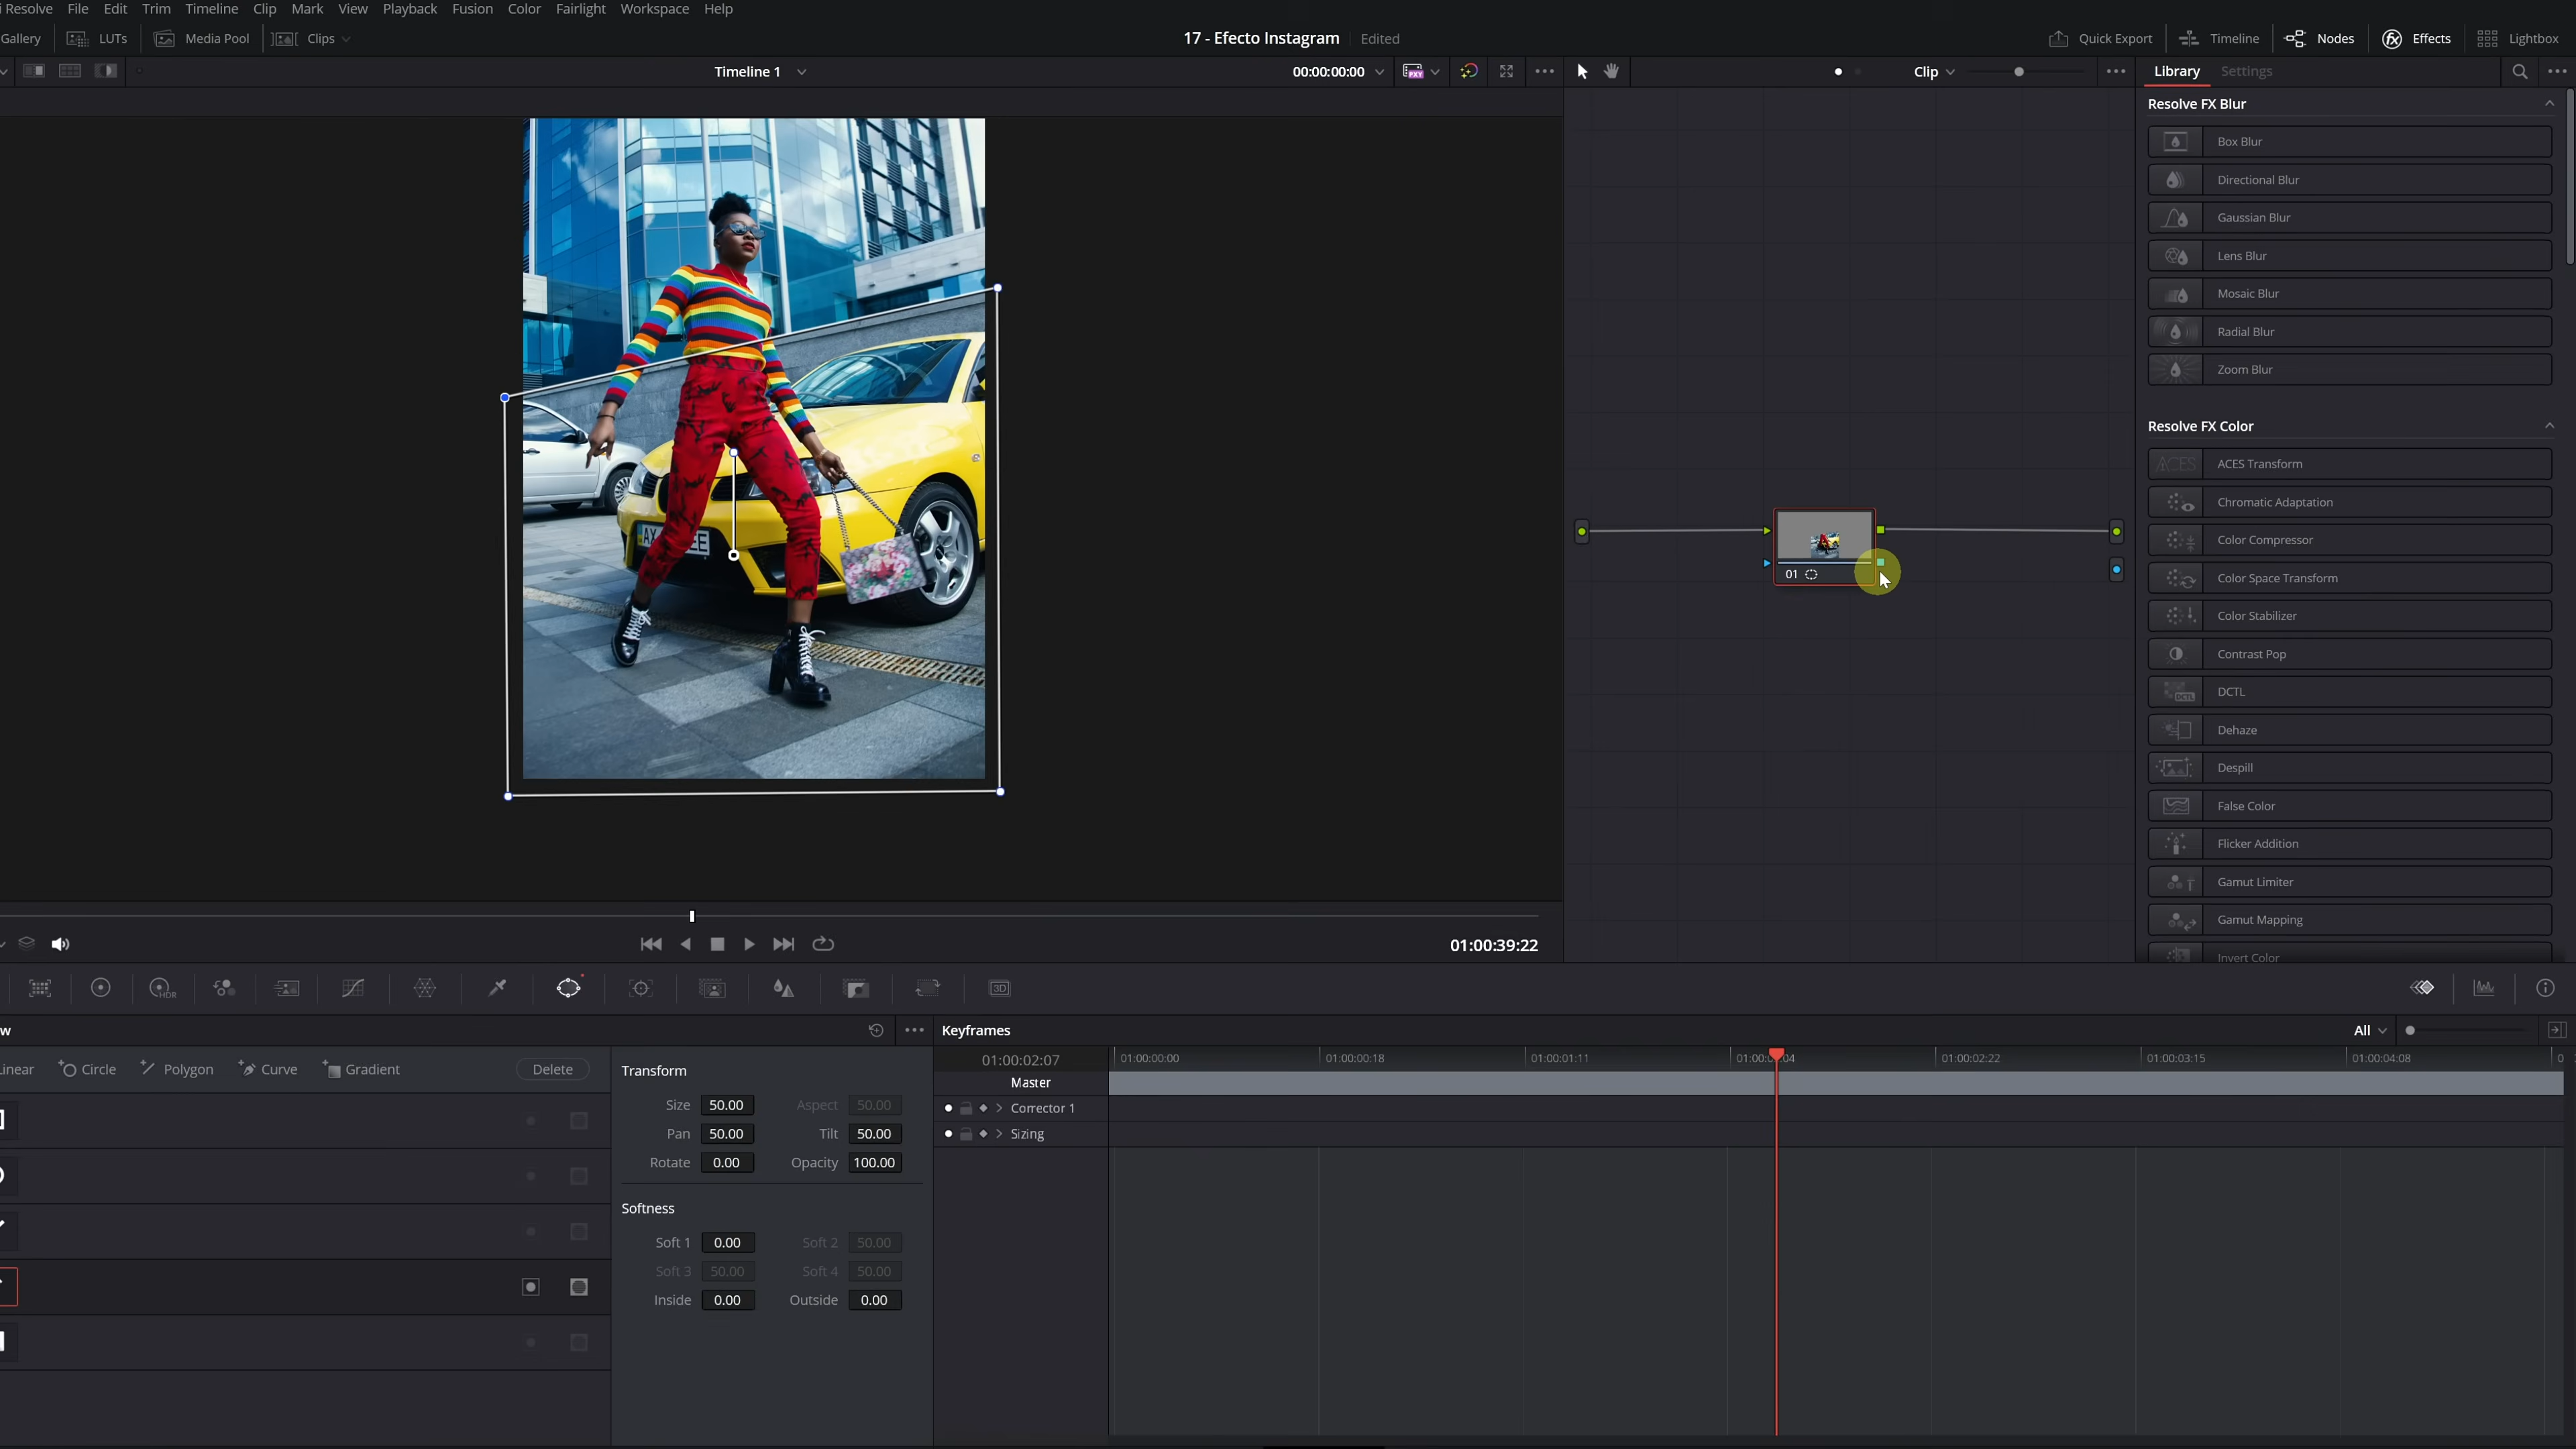 i Resolve File Edit Trim Timeline Clip Mark View Playback Fusion Color Fairlight Workspace Help
Gallery LUTs Media Pool Clips 17 - Efecto Instagram Edited Quick Export Timeline Nodes Effects Lightbox
Timeline 1 00:00:00:00 PXY Clip Library Settings
Resolve FX Blur
Box Blur
Directional Blur
Gaussian Blur
Lens Blur
Mosaic Blur
Radial Blur
Zoom Blur
Resolve FX Color
ACES ACES Transform
Chromatic Adaptation
Color Compressor
Color Space Transform
Color Stabilizer
Contrast Pop
DCTL DCTL
Dehaze
Despill
False Color
Flicker Addition
Gamut Limiter
Gamut Mapping
Invert Color
01
01:00:39:22
HDR 3D
w Keyframes All
inear Circle Polygon Curve Gradient Delete
Transform
Size 50.00 Aspect 50.00
Pan 50.00 Tilt 50.00
Rotate 0.00 Opacity 100.00
Softness
Soft 1 0.00 Soft 2 50.00
Soft 3 50.00 Soft 4 50.00
Inside 0.00 Outside 0.00
01:00:02:07 01:00:00:00 01:00:00:18 01:00:01:11 01:00: 04 01:00:02:22 01:00:03:15 01:00:04:08 0
Master
Corrector 1
Sizing